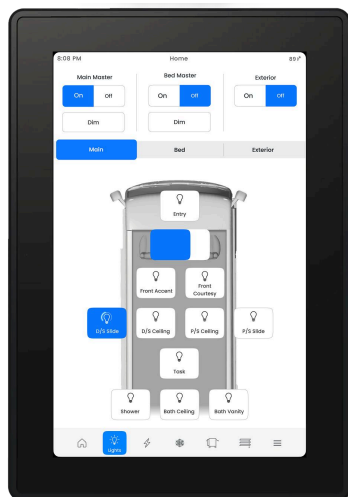 8:08 PM Home 89°
Main Master Bed Master Exterior
On Off On Off On Off
Dim Dim
Main Bed Exterior
Entry
Front Accent Front Courtesy
D/S Slide D/S Ceiling P/S Ceiling P/S Slide
Task
Shower Bath Ceiling Bath Vanity
Lights